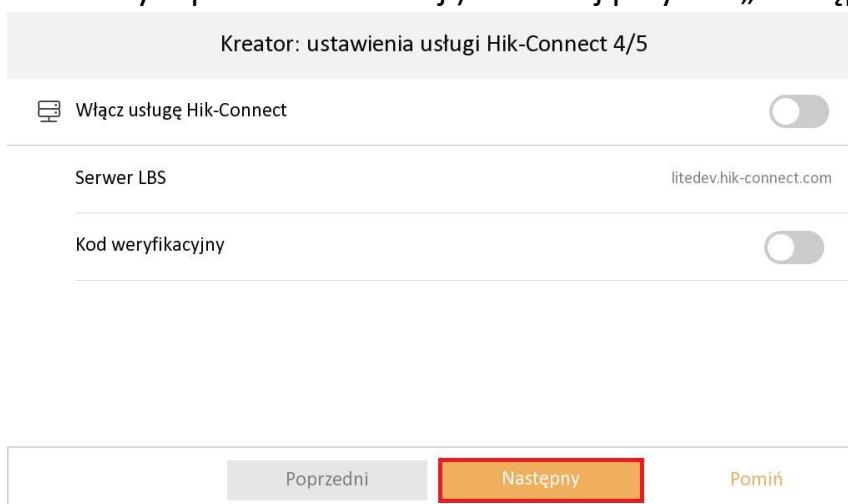 Kreator: ustawienia usługi Hik-Connect 4/5
Włącz usługę Hik-Connect
Serwer LBS litedev.hik-connect.com
Kod weryfikacyjny
Poprzedni Następny Pomiń